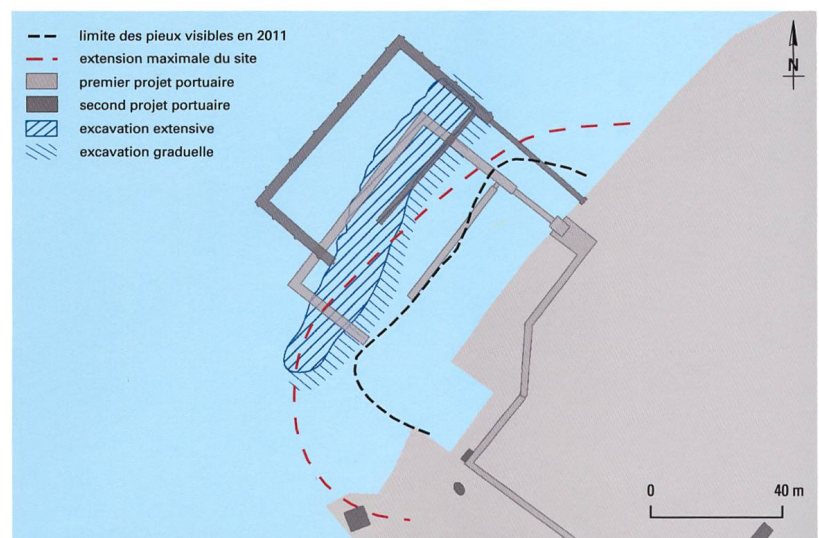 limite des pieux visibles en 2011
extension maximale du site
premier projet portuaire
second projet portuaire
excavation extensive
excavation graduelle
N
0 40 m